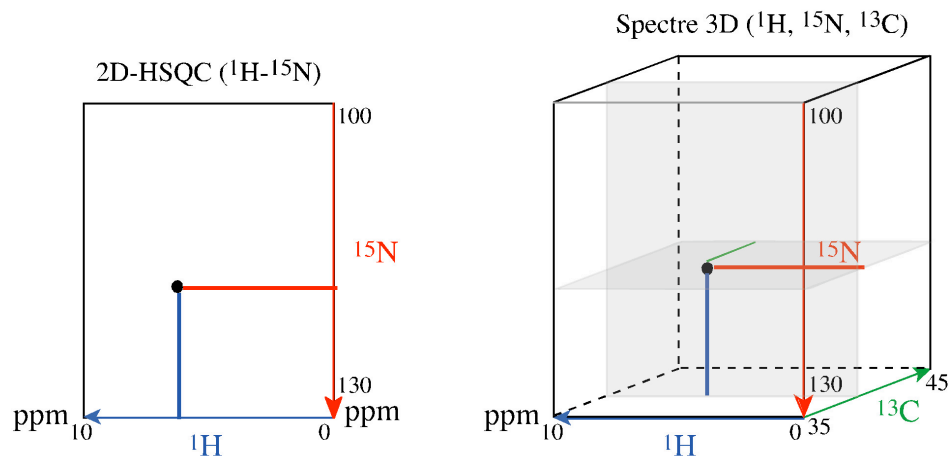 2D-HSQC (¹H-¹⁵N)
100
¹⁵N
130
ppm
ppm
10
0
¹H
Spectre 3D (¹H, ¹⁵N, ¹³C)
100
¹⁵N
130
45
¹³C
ppm
10
0
35
¹H